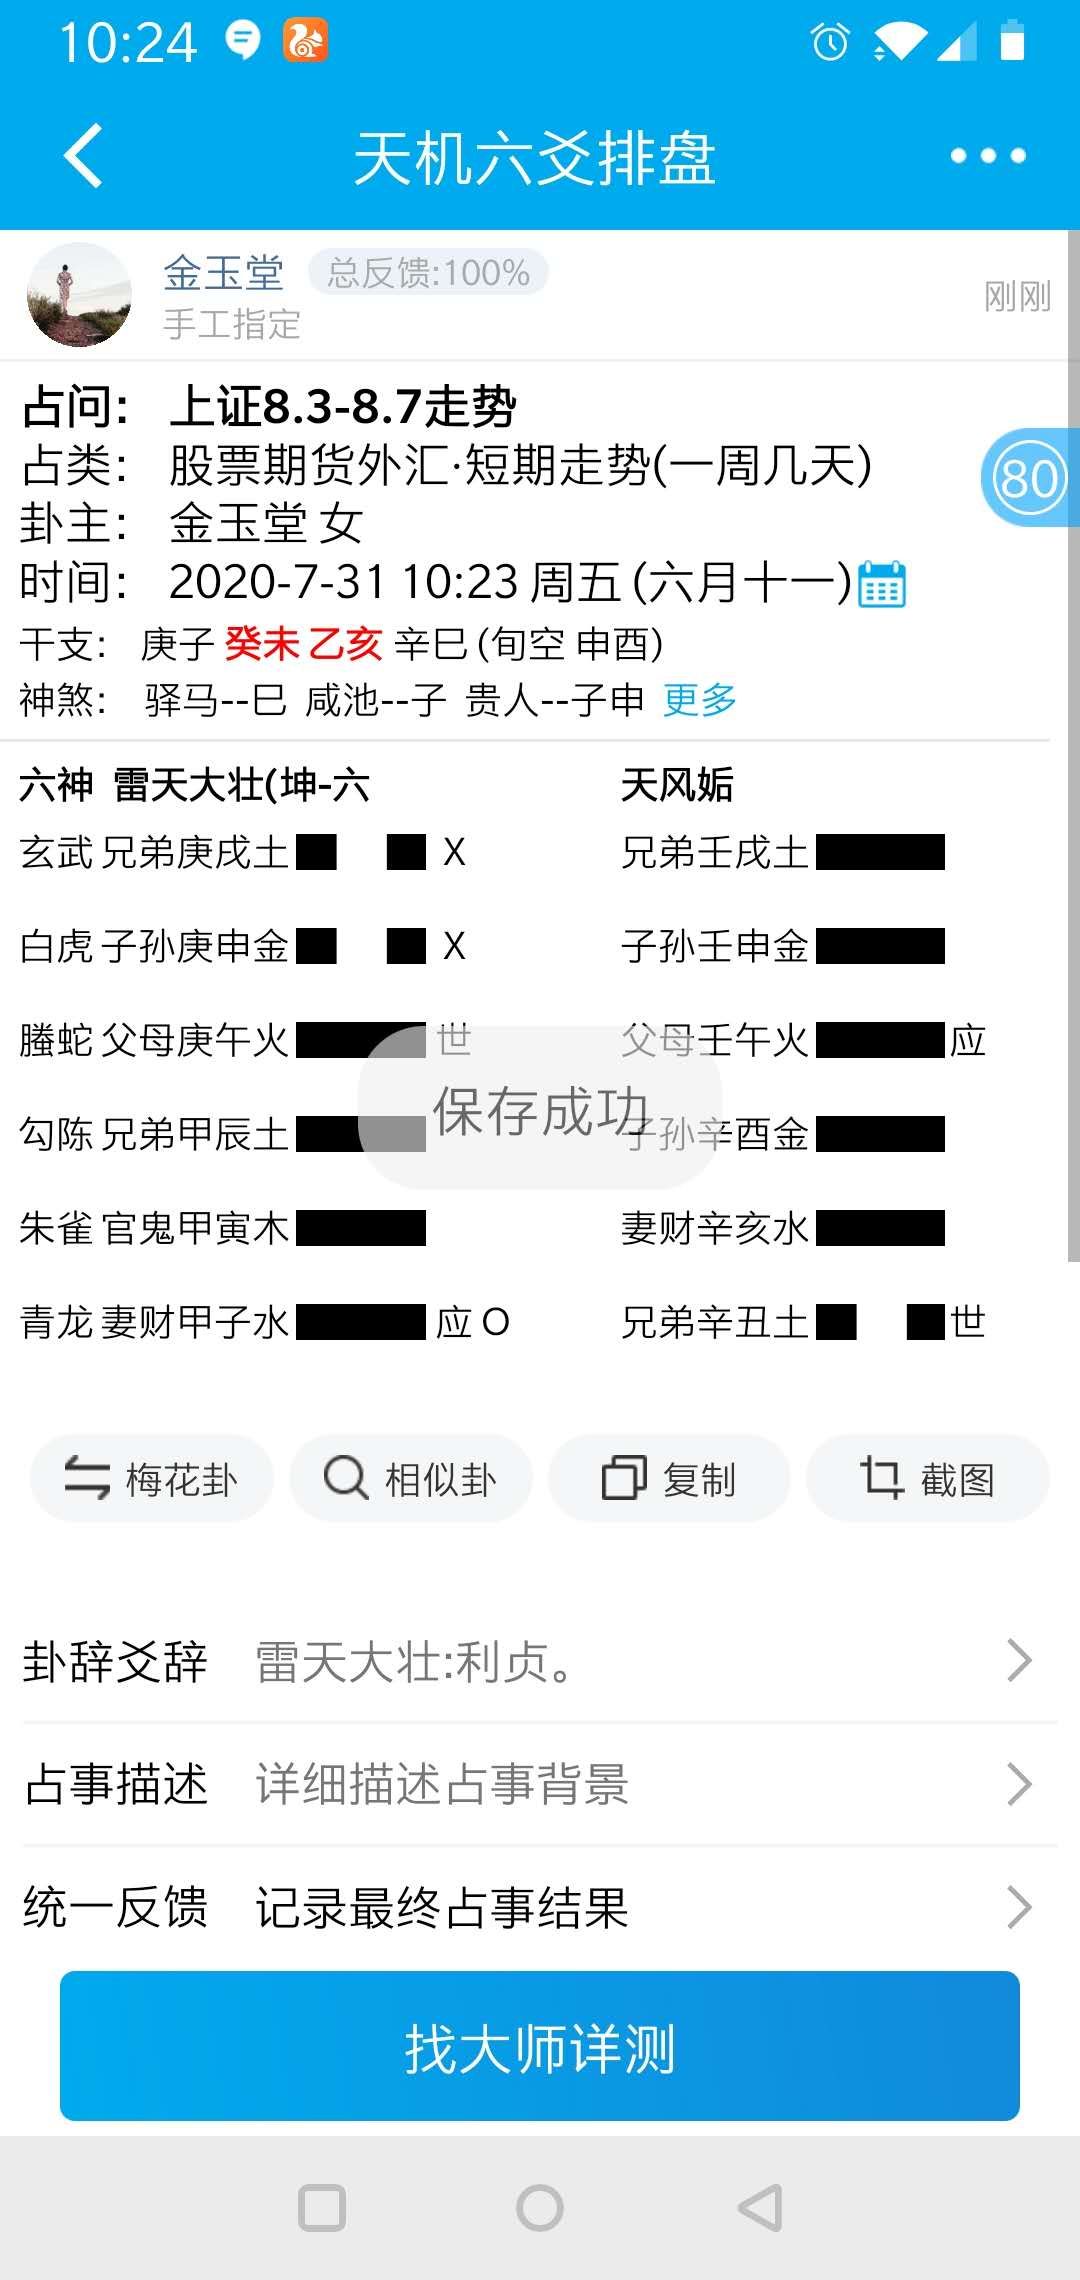 10:24
天机六爻排盘
金玉堂 总反馈:100%
手工指定
刚刚
占问： 上证8.3-8.7走势
占类： 股票期货外汇·短期走势(一周几天)
80
卦主： 金玉堂 女
时间： 2020-7-31 10:23 周五 (六月十一)
干支： 庚子 癸未 乙亥 辛巳 (旬空 申酉)
神煞： 驿马--巳 咸池--子 贵人--子申 更多
六神 雷天大壮(坤-六 天风姤
玄武 兄弟庚戌土 X 兄弟壬戌土
白虎 子孙庚申金 X 子孙壬申金
螣蛇 父母庚午火 世 父母壬午火 应
保存成功
勾陈 兄弟甲辰土 子孙辛酉金
朱雀 官鬼甲寅木 妻财辛亥水
青龙 妻财甲子水 应 O 兄弟辛丑土 世
梅花卦 相似卦 复制 截图
卦辞爻辞 雷天大壮:利贞。
占事描述 详细描述占事背景
统一反馈 记录最终占事结果
找大师详测